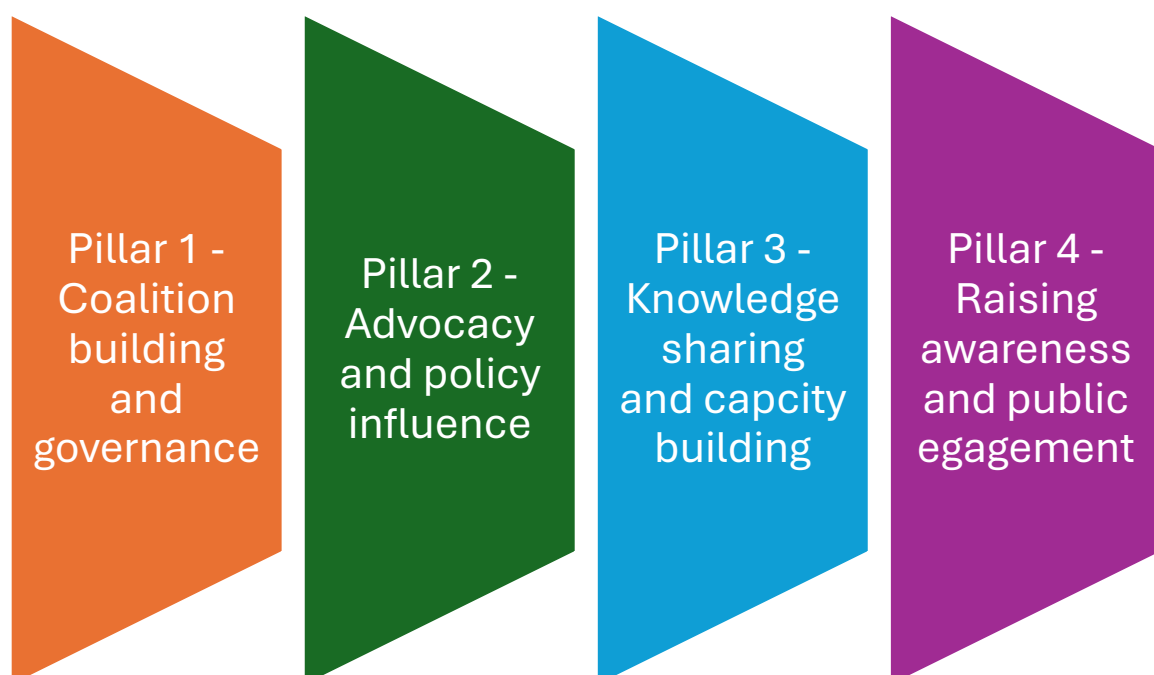 Pillar 1 -
Coalition
building
and
governance
Pillar 2 -
Advocacy
and policy
influence
Pillar 3 -
Knowledge
sharing
and capcity
building
Pillar 4 -
Raising
awareness
and public
egagement